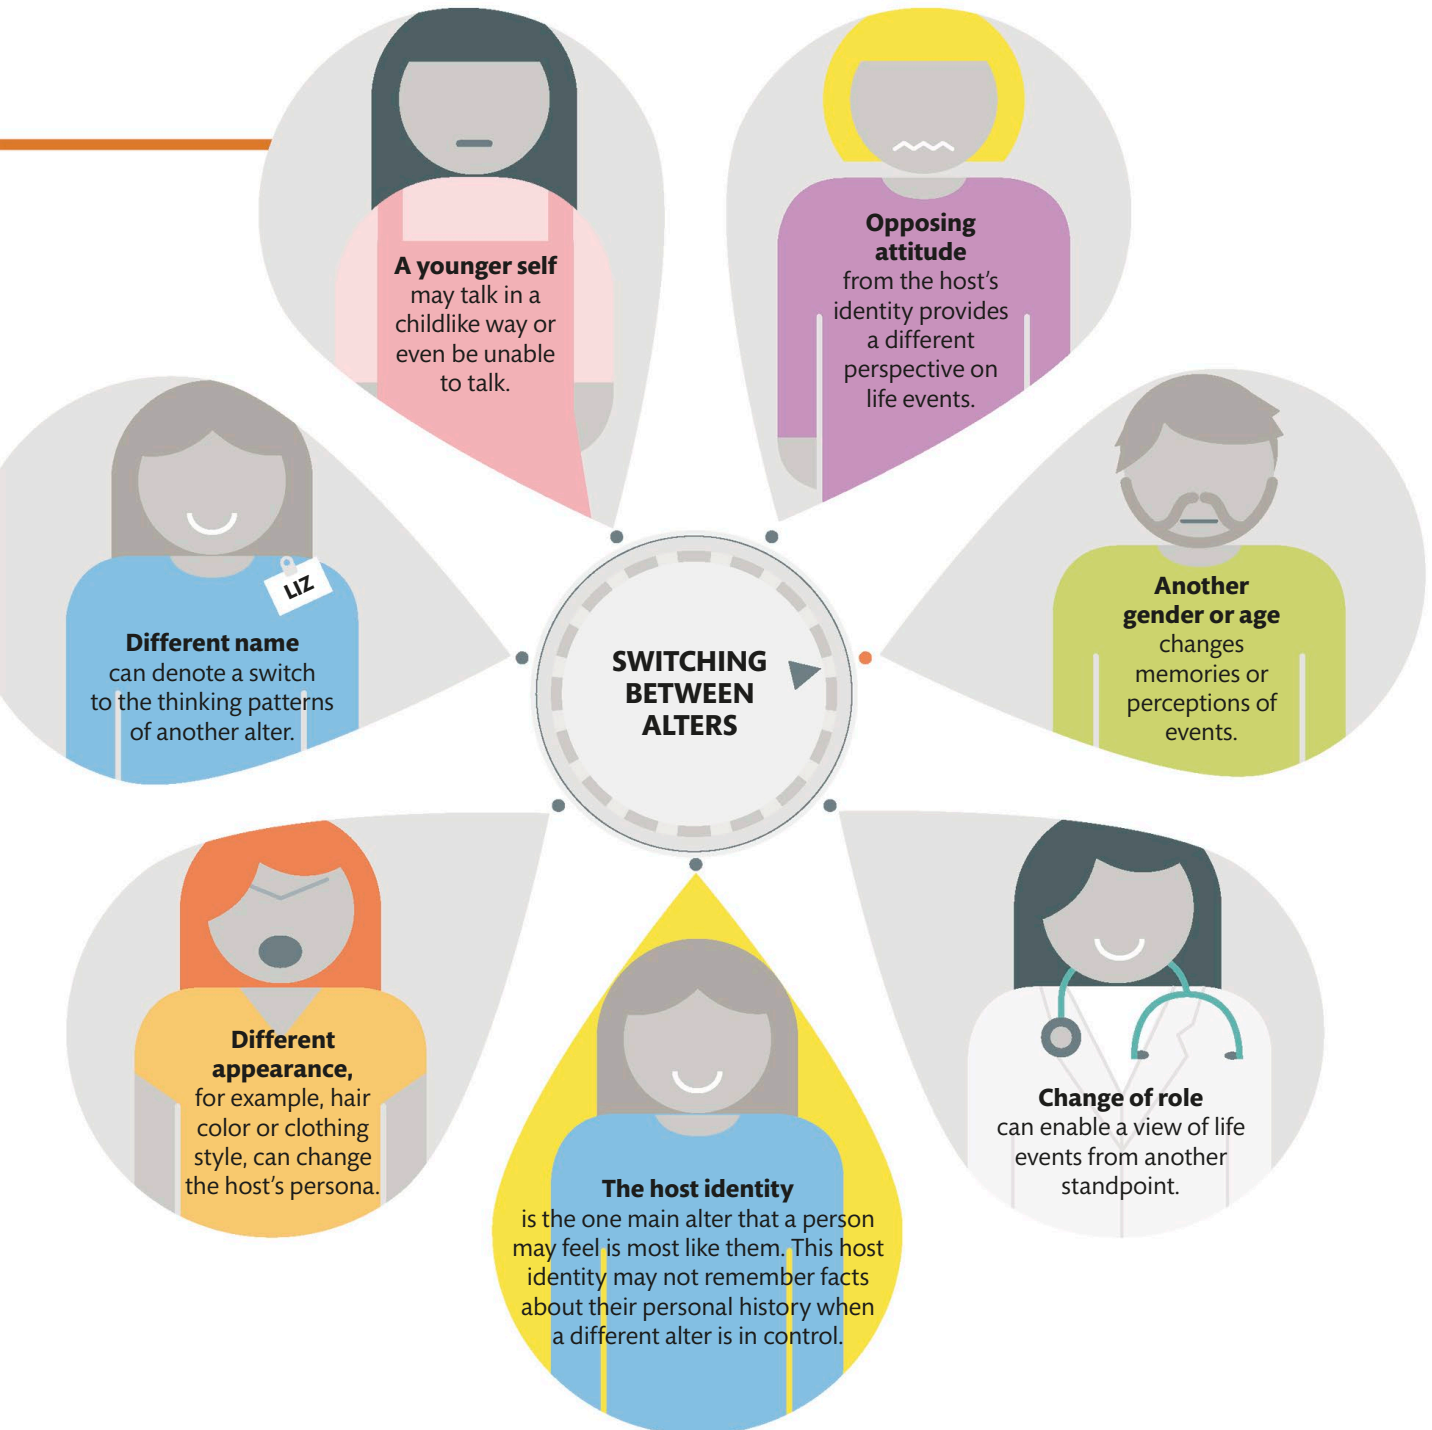 A younger self
may talk in a
childlike way or
even be unable
to talk.
Opposing
attitude
from the host's
identity provides
a different
perspective on
life events.
Different name
can denote a switch
to the thinking patterns
of another alter.
LIZ
SWITCHING
BETWEEN
ALTERS
Another
gender or age
changes
memories or
perceptions of
events.
Different
appearance,
for example, hair
color or clothing
style, can change
the host's persona.
The host identity
is the one main alter that a person
may feel is most like them. This host
identity may not remember facts
about their personal history when
a different alter is in control.
Change of role
can enable a view of life
events from another
standpoint.